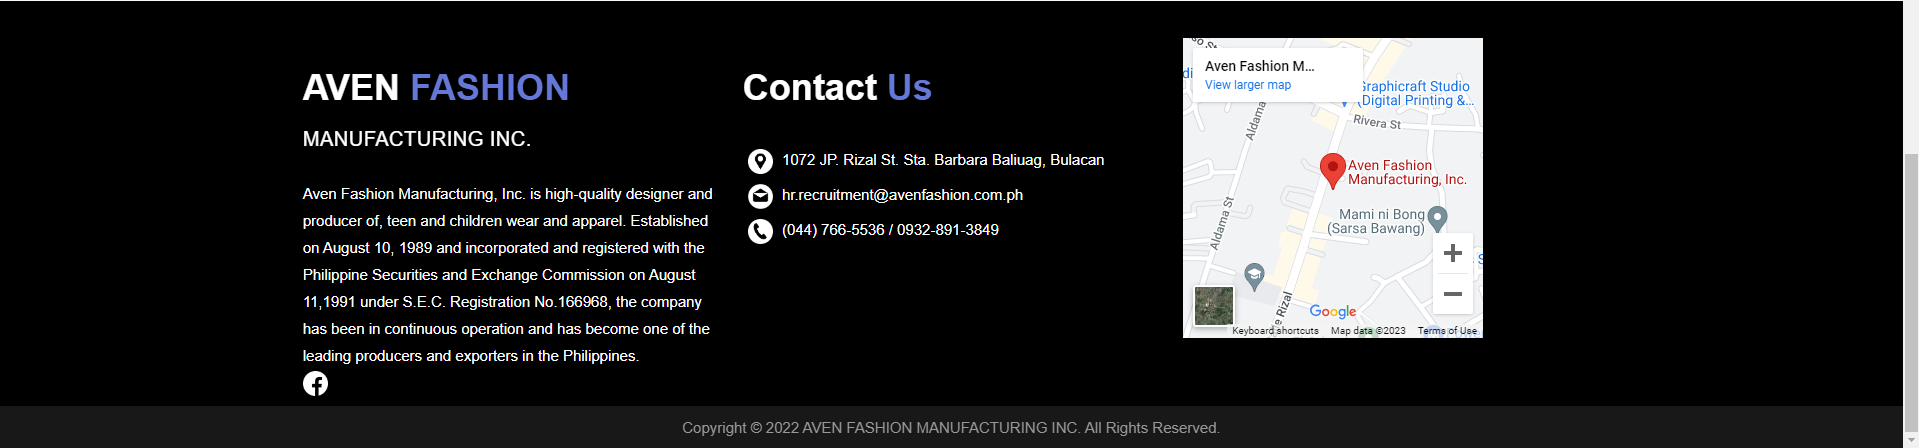 AVEN FASHION
MANUFACTURING INC.
Aven Fashion Manufacturing, Inc. is high-quality designer and
producer of, teen and children wear and apparel. Established
on August 10, 1989 and incorporated and registered with the
Philippine Securities and Exchange Commission on August
11,1991 under S.E.C. Registration No.166968, the company
has been in continuous operation and has become one of the
leading producers and exporters in the Philippines.
Contact Us
1072 JP. Rizal St. Sta. Barbara Baliuag, Bulacan
hr.recruitment@avenfashion.com.ph
(044) 766-5536 / 0932-891-3849
Aven Fashion M...
View larger map
Graphicraft Studio
(Digital Printing &...
Rivera St
Aldama
Aven Fashion
Manufacturing, Inc.
Mami ni Bong
(Sarsa Bawang)
Aldama St
Rizal
Google
Keyboard shortcuts
Map data ©2023
Terms of Use
Copyright © 2022 AVEN FASHION MANUFACTURING INC. All Rights Reserved.